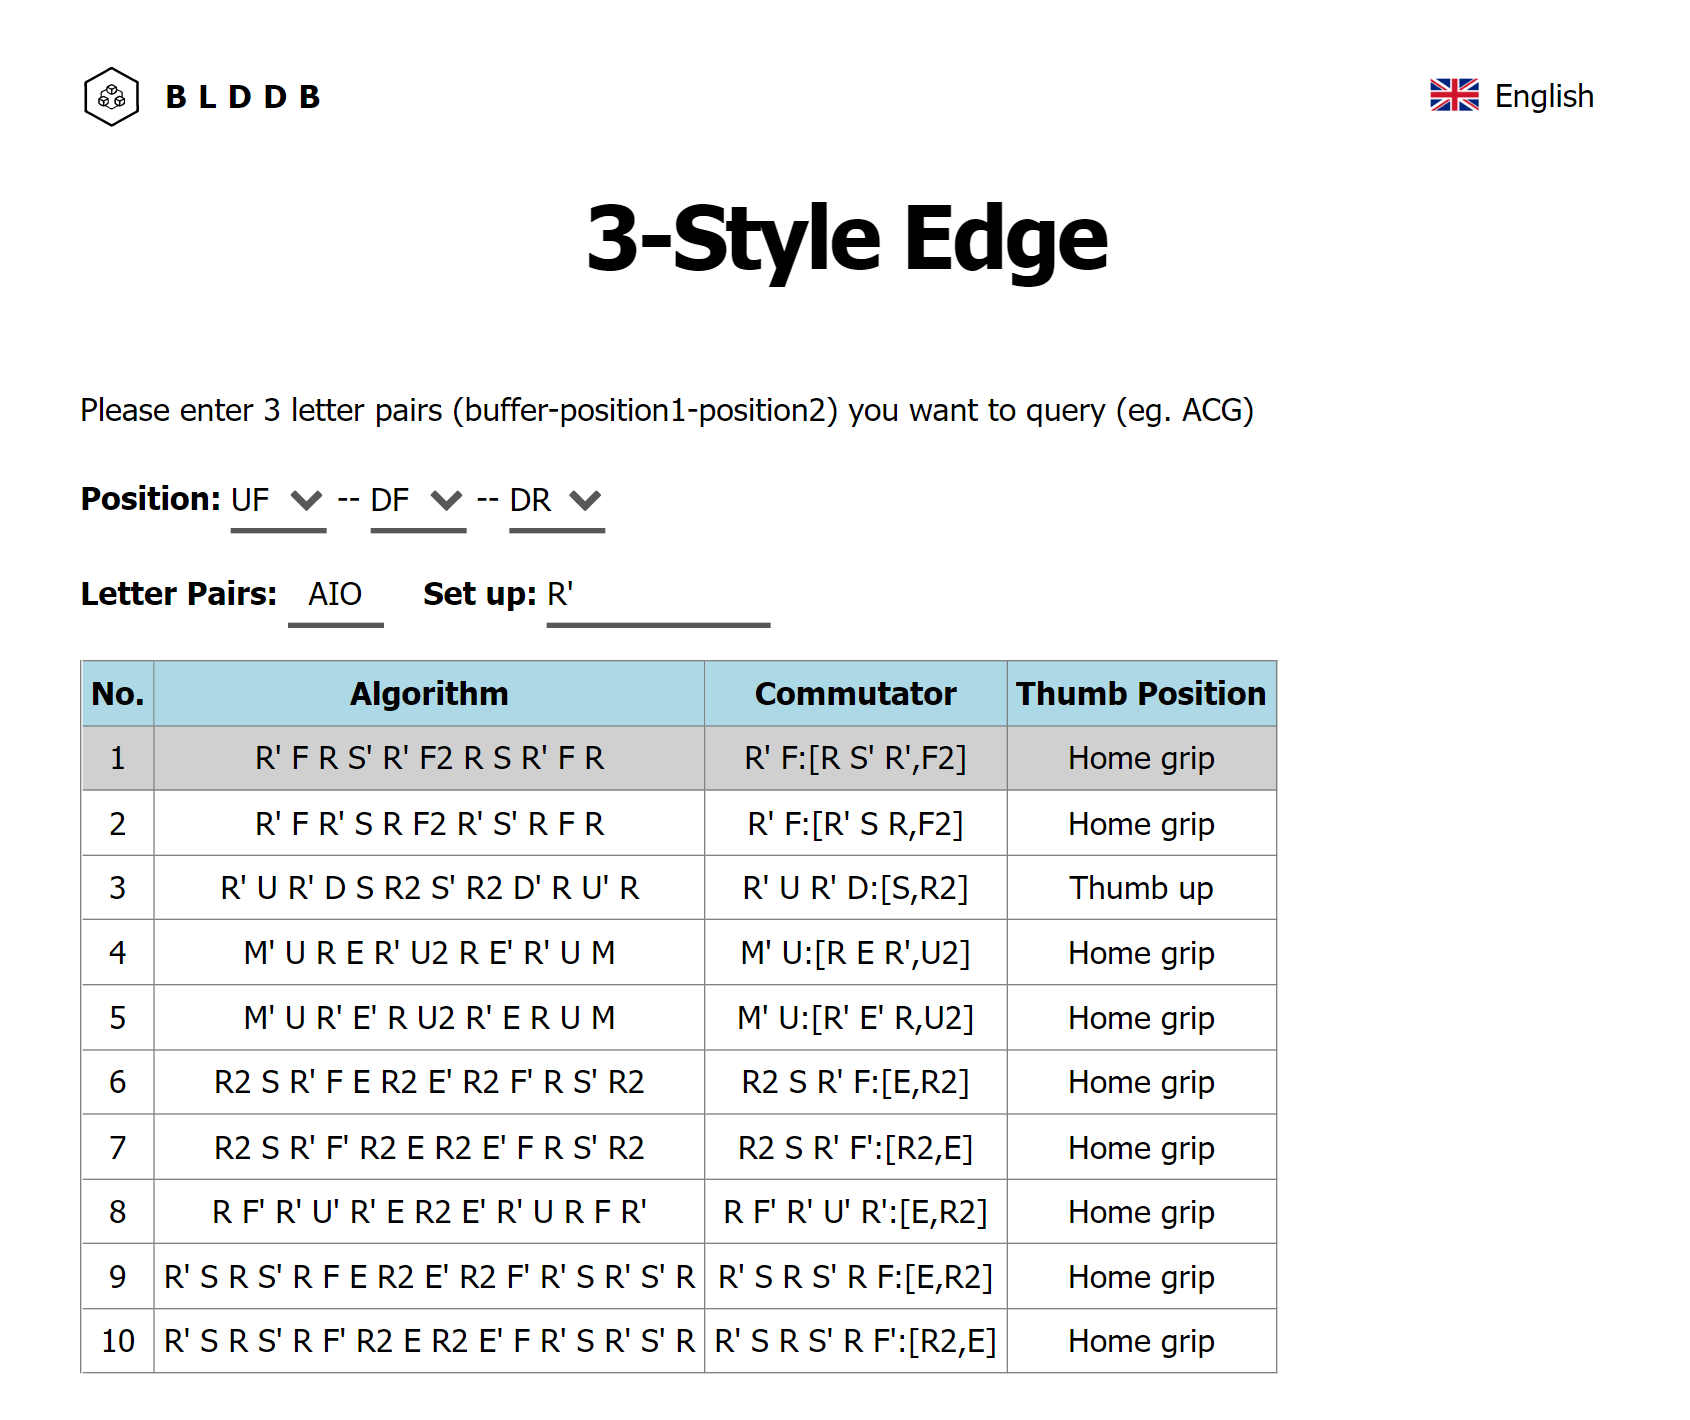 BLDDB
English
3-Style Edge
Please enter 3 letter pairs (buffer-position1-position2) you want to query (eg. ACG)
Position: UF -- DF -- DR
Letter Pairs: AIO Set up: R'
No. Algorithm Commutator Thumb Position
1 R' F R S' R' F2 R S R' F R R' F:[R S' R',F2] Home grip
2 R' F R' S R F2 R' S' R F R R' F:[R' S R,F2] Home grip
3 R' U R' D S R2 S' R2 D' R U' R R' U R' D:[S,R2] Thumb up
4 M' U R E R' U2 R E' R' U M M' U:[R E R',U2] Home grip
5 M' U R' E' R U2 R' E R U M M' U:[R' E' R,U2] Home grip
6 R2 S R' F E R2 E' R2 F' R S' R2 R2 S R' F:[E,R2] Home grip
7 R2 S R' F' R2 E R2 E' F R S' R2 R2 S R' F':[R2,E] Home grip
8 R F' R' U' R' E R2 E' R' U R F R' R F' R' U' R':[E,R2] Home grip
9 R' S R S' R F E R2 E' R2 F' R' S R' S' R R' S R S' R F:[E,R2] Home grip
10 R' S R S' R F' R2 E R2 E' F R' S R' S' R R' S R S' R F':[R2,E] Home grip